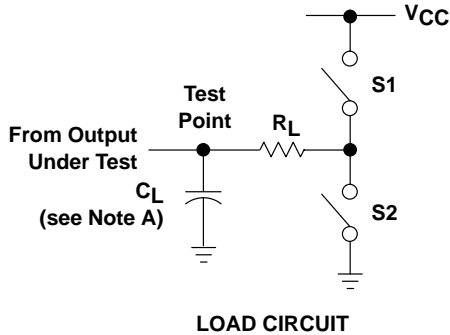 VCC
S1
Test
Point
RL
From Output
Under Test
CL
(see Note A)
S2
LOAD CIRCUIT